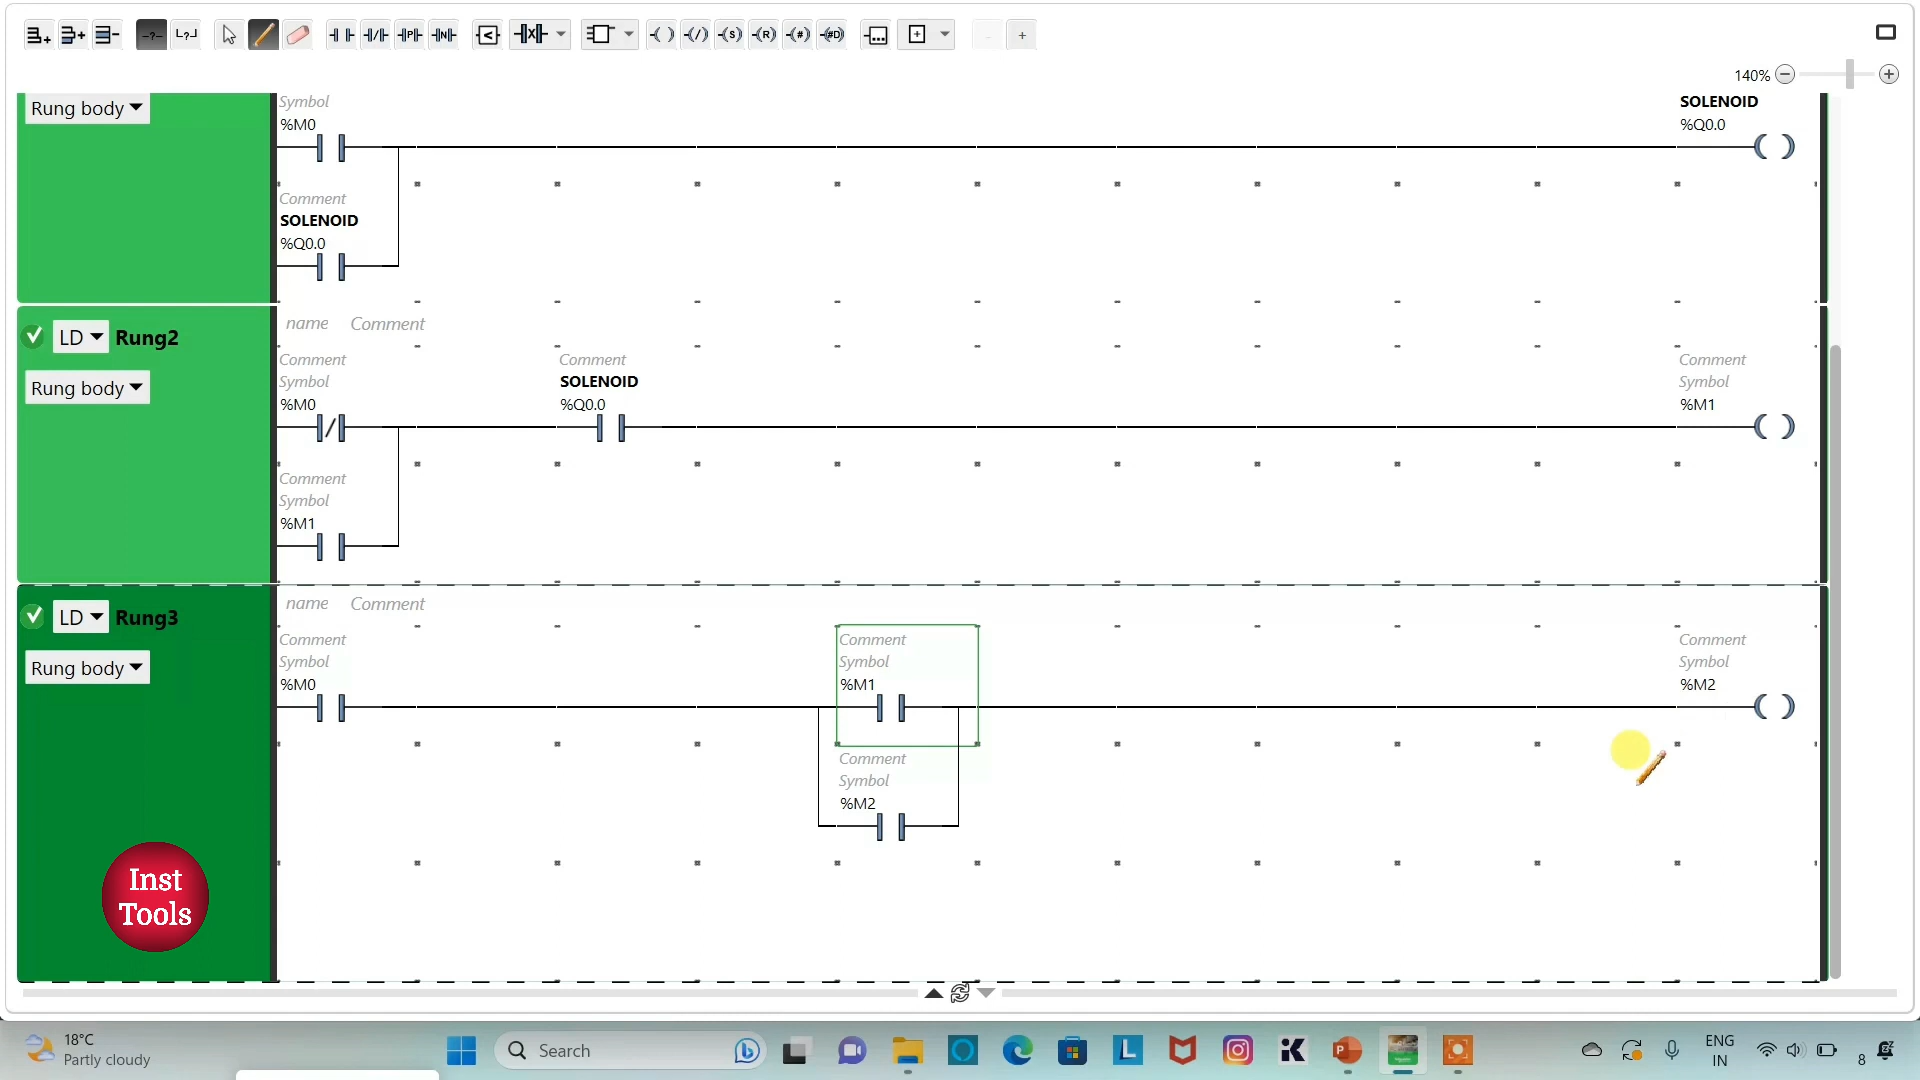 140%
Rung body
Symbol
%M0
SOLENOID
%Q0.0
Comment
SOLENOID
%Q0.0
LD Rung2
name Comment
Rung body
Comment
Symbol
%M0
Comment
SOLENOID
%Q0.0
Comment
Symbol
%M1
Comment
Symbol
%M1
LD Rung3
name Comment
Rung body
Comment
Symbol
%M0
Comment
Symbol
%M1
Comment
Symbol
%M2
Comment
Symbol
%M2
Inst
Tools
18°C
Partly cloudy
Search
ENG
IN
8